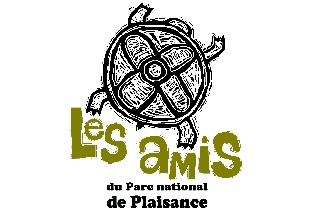 Les amis
du Parc national
de Plaisance